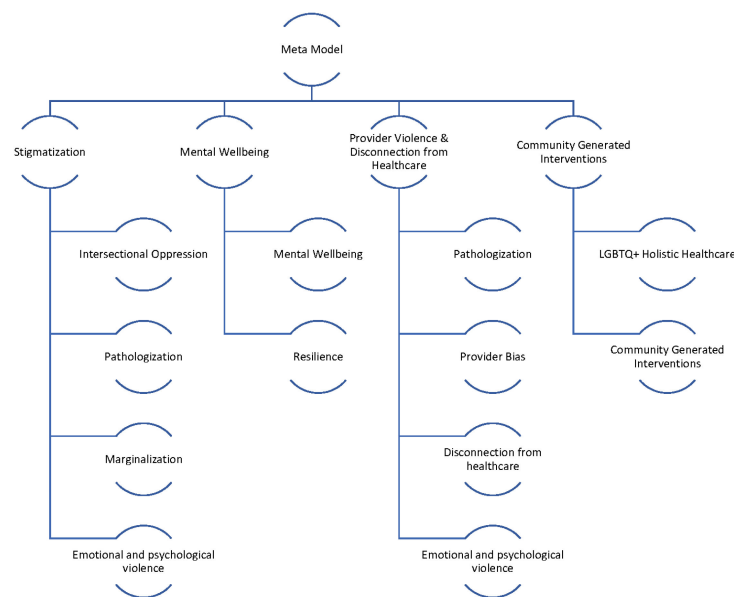 Meta Model
Stigmatization
Mental Wellbeing
Provider Violence &
Disconnection from
Healthcare
Community Generated
Interventions
Intersectional Oppression
Mental Wellbeing
Pathologization
LGBTQ+ Holistic Healthcare
Pathologization
Resilience
Provider Bias
Community Generated
Interventions
Marginalization
Disconnection from
healthcare
Emotional and psychological
violence
Emotional and psychological
violence